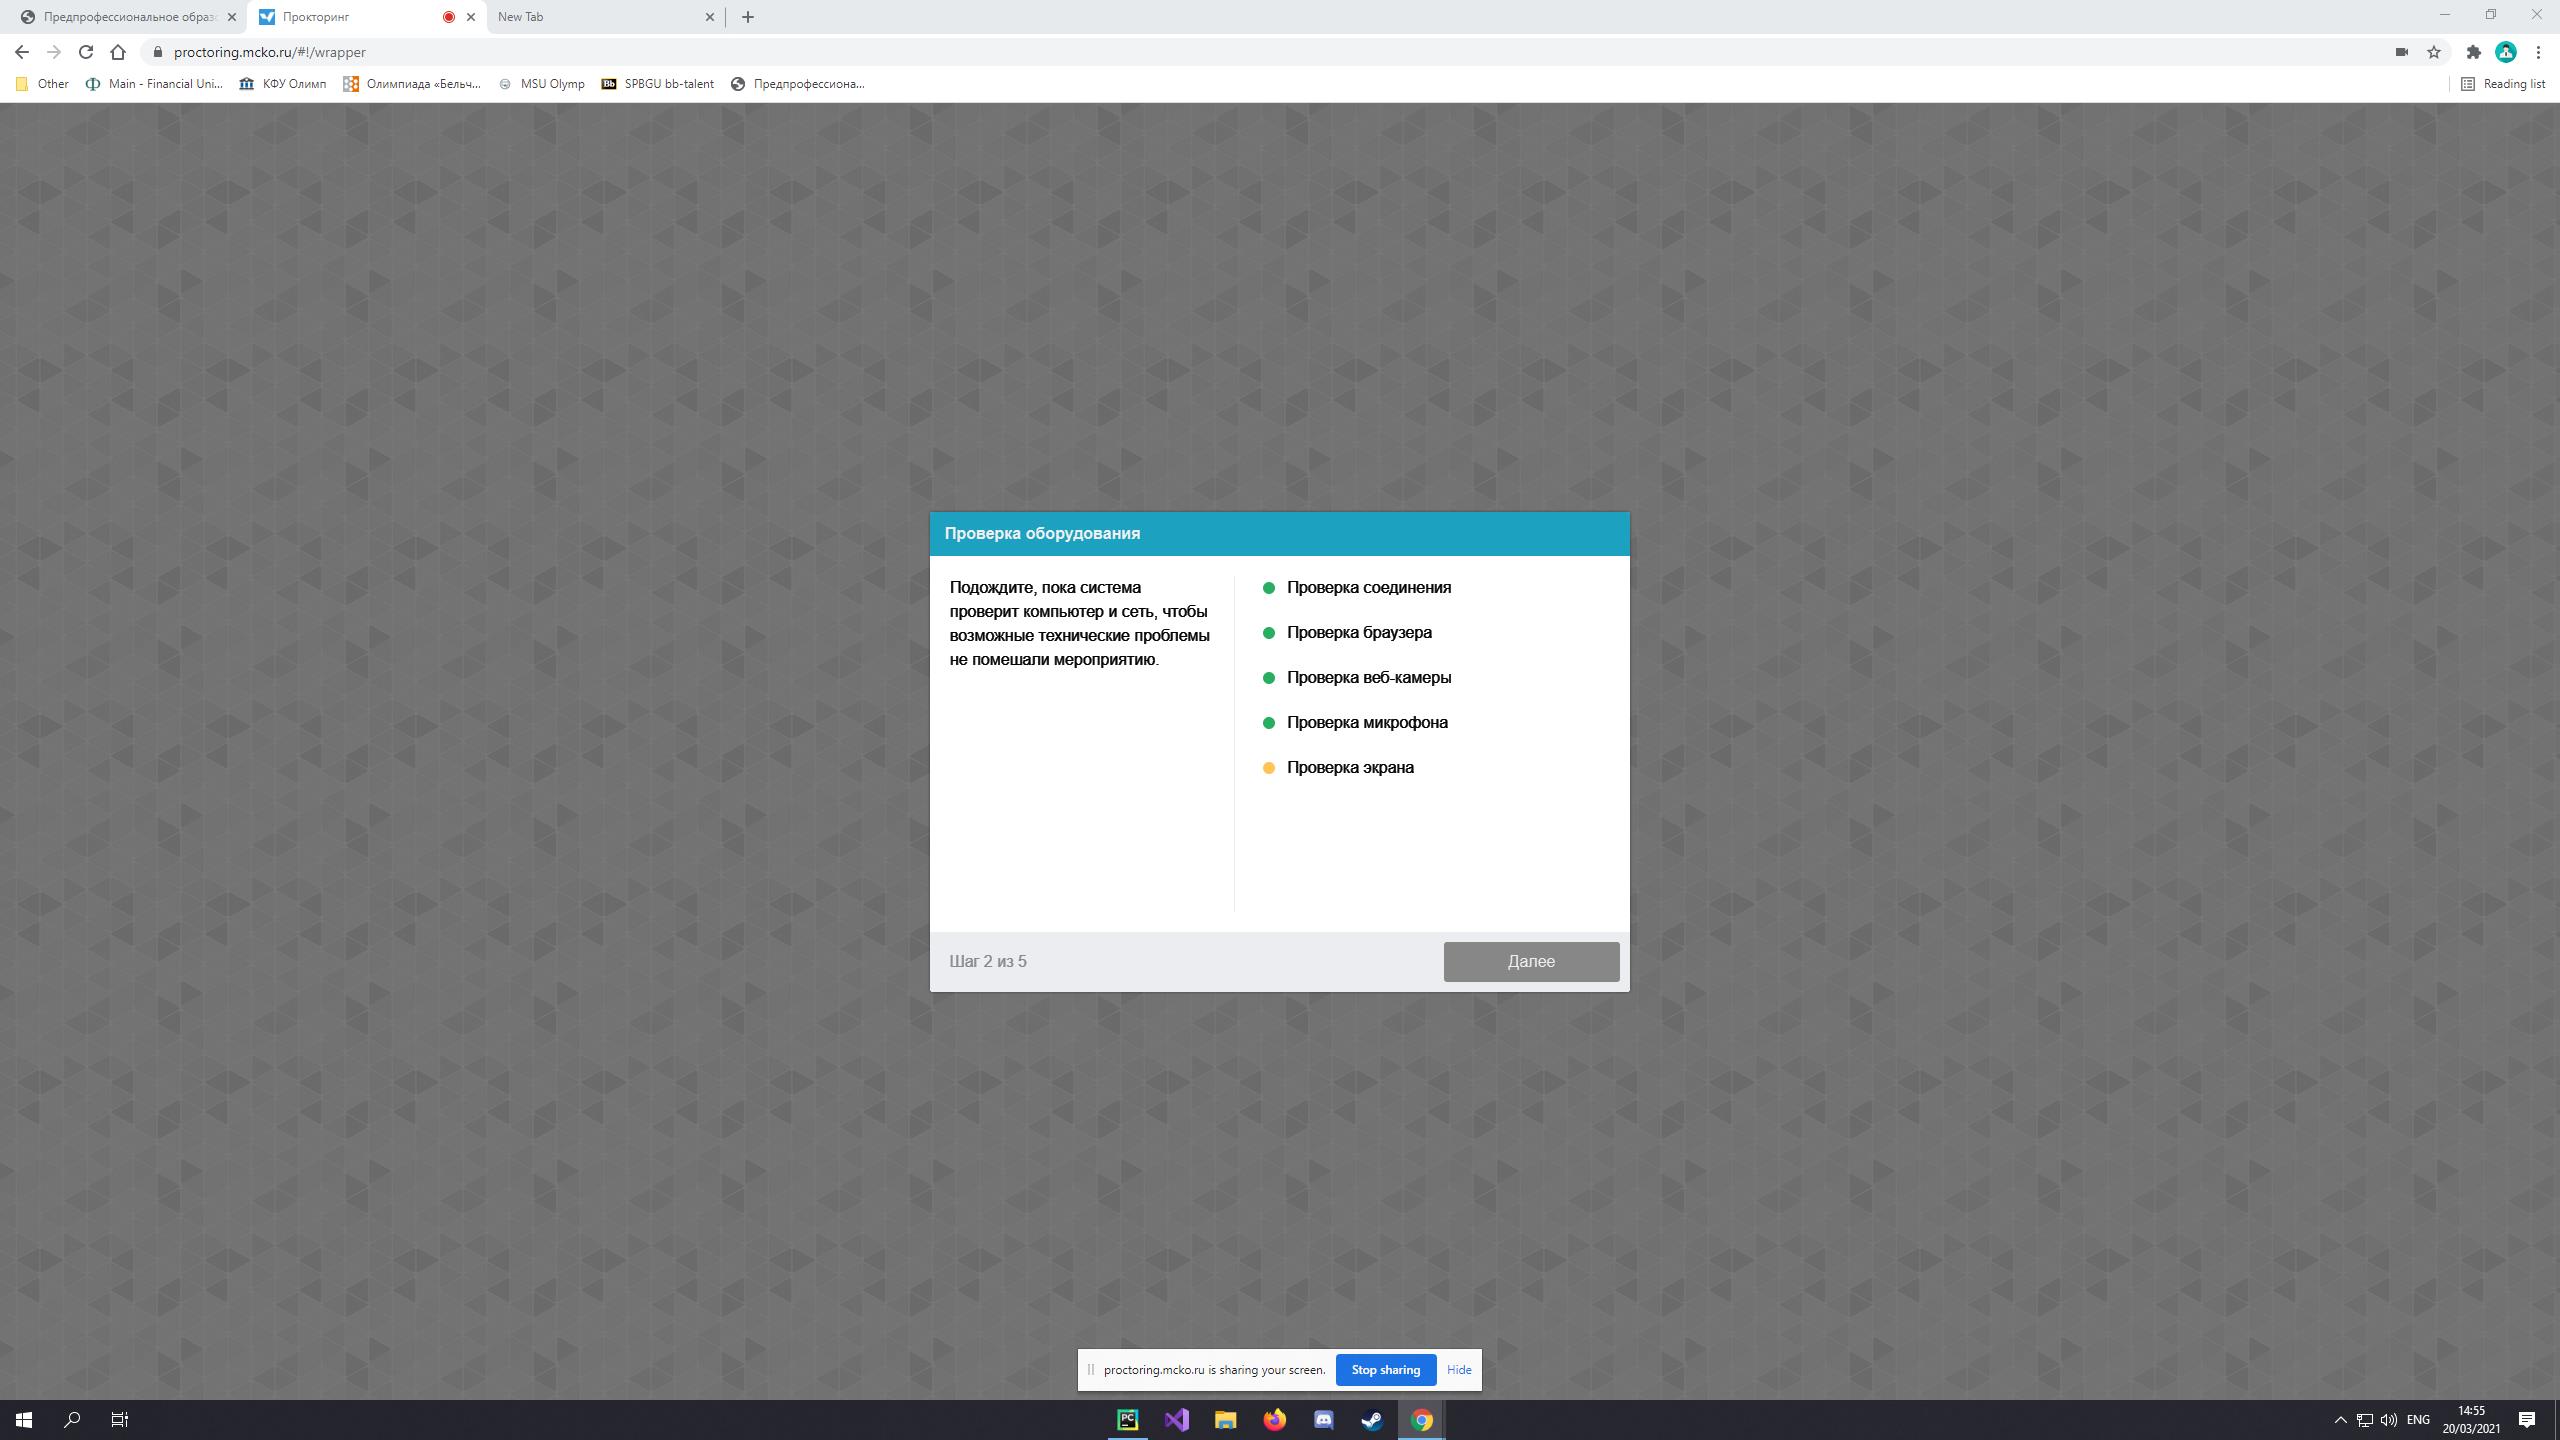 Предпрофессиональное образо
Прокторинг
New Tab
proctoring.mcko.ru/#!/wrapper
Other
Main - Financial Uni...
КФУ Олимп
Олимпиада «Бельч...
MSU Olymp
Bb
SPBGU bb-talent
Предпрофессиона...
Reading list
Проверка оборудования
Подождите, пока система
проверит компьютер и сеть, чтобы
возможные технические проблемы
не помешали мероприятию.
Проверка соединения
Проверка браузера
Проверка веб-камеры
Проверка микрофона
Проверка экрана
Шаг 2 из 5
Далее
proctoring.mcko.ru is sharing your screen.
Stop sharing
Hide
PC
ENG
14:55
20/03/2021